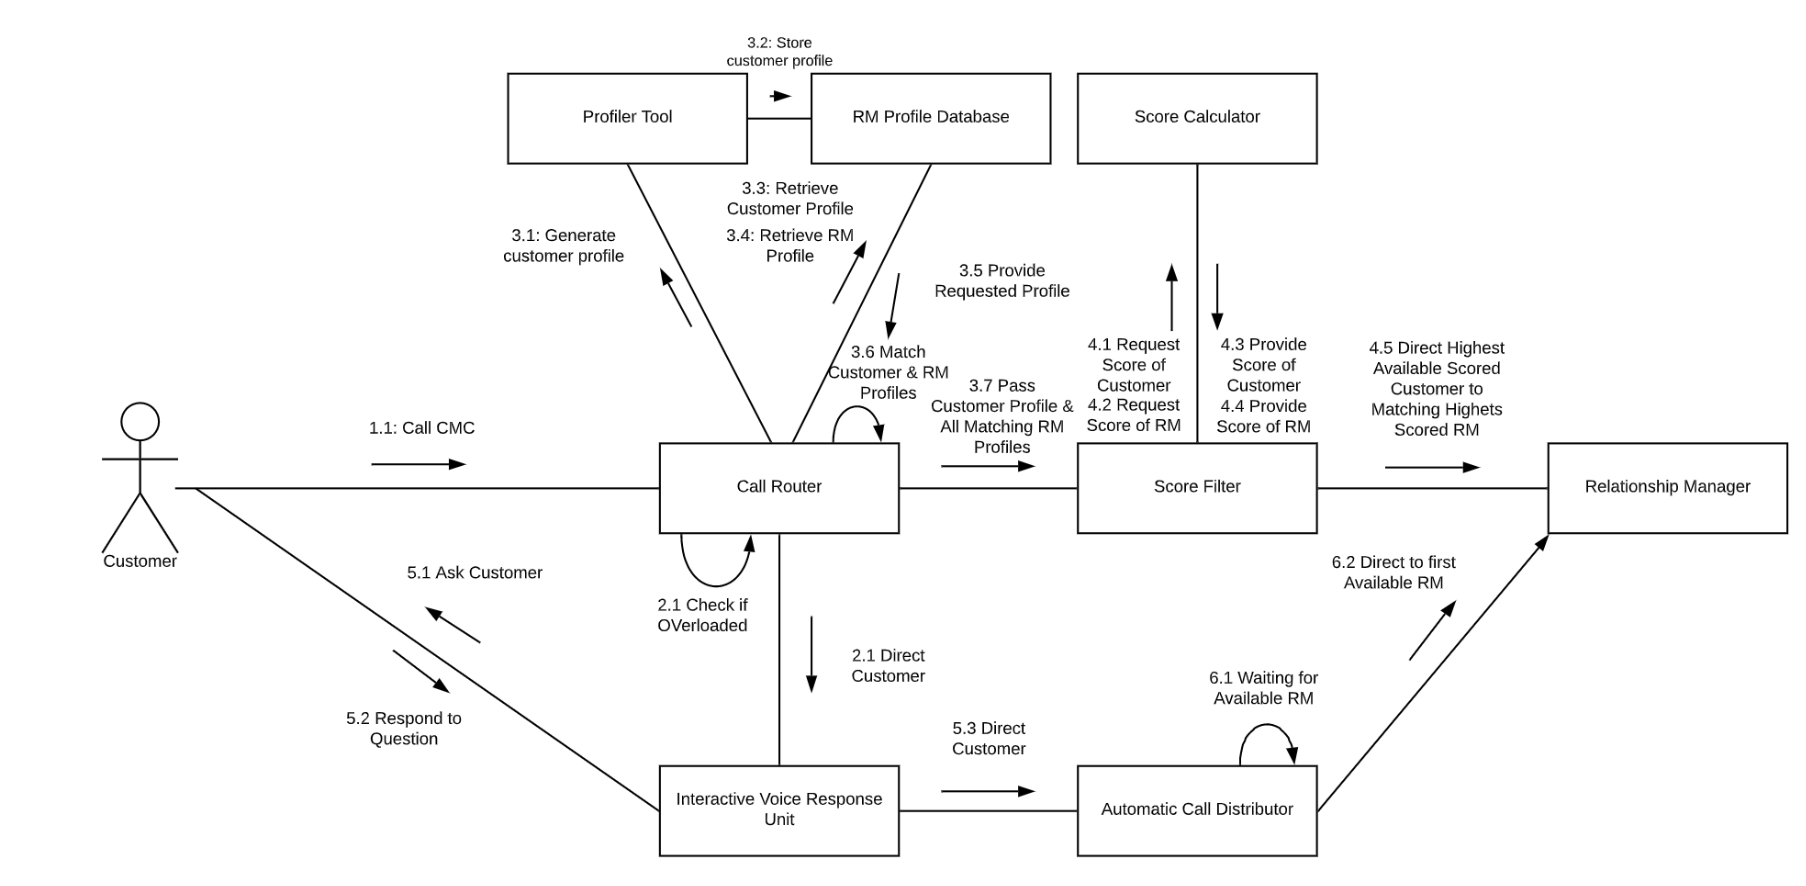 3.2: Store
customer profile
Profiler Tool
RM Profile Database
Score Calculator
3.3: Retrieve
Customer Profile
3.4: Retrieve RM
Profile
3.1: Generate
customer profile
3.5 Provide
Requested Profile
3.6 Match
Customer & RM
Profiles
3.7 Pass
Customer Profile &
All Matching RM
Profiles
4.1 Request
Score of
Customer
4.2 Request
Score of RM
4.3 Provide
Score of
Customer
4.4 Provide
Score of RM
4.5 Direct Highest
Available Scored
Customer to
Matching Highets
Scored RM
1.1: Call CMC
Customer
Call Router
Score Filter
Relationship Manager
5.1 Ask Customer
2.1 Check if
OVerloaded
6.2 Direct to first
Available RM
2.1 Direct
Customer
6.1 Waiting for
Available RM
5.2 Respond to
Question
5.3 Direct
Customer
Interactive Voice Response
Unit
Automatic Call Distributor